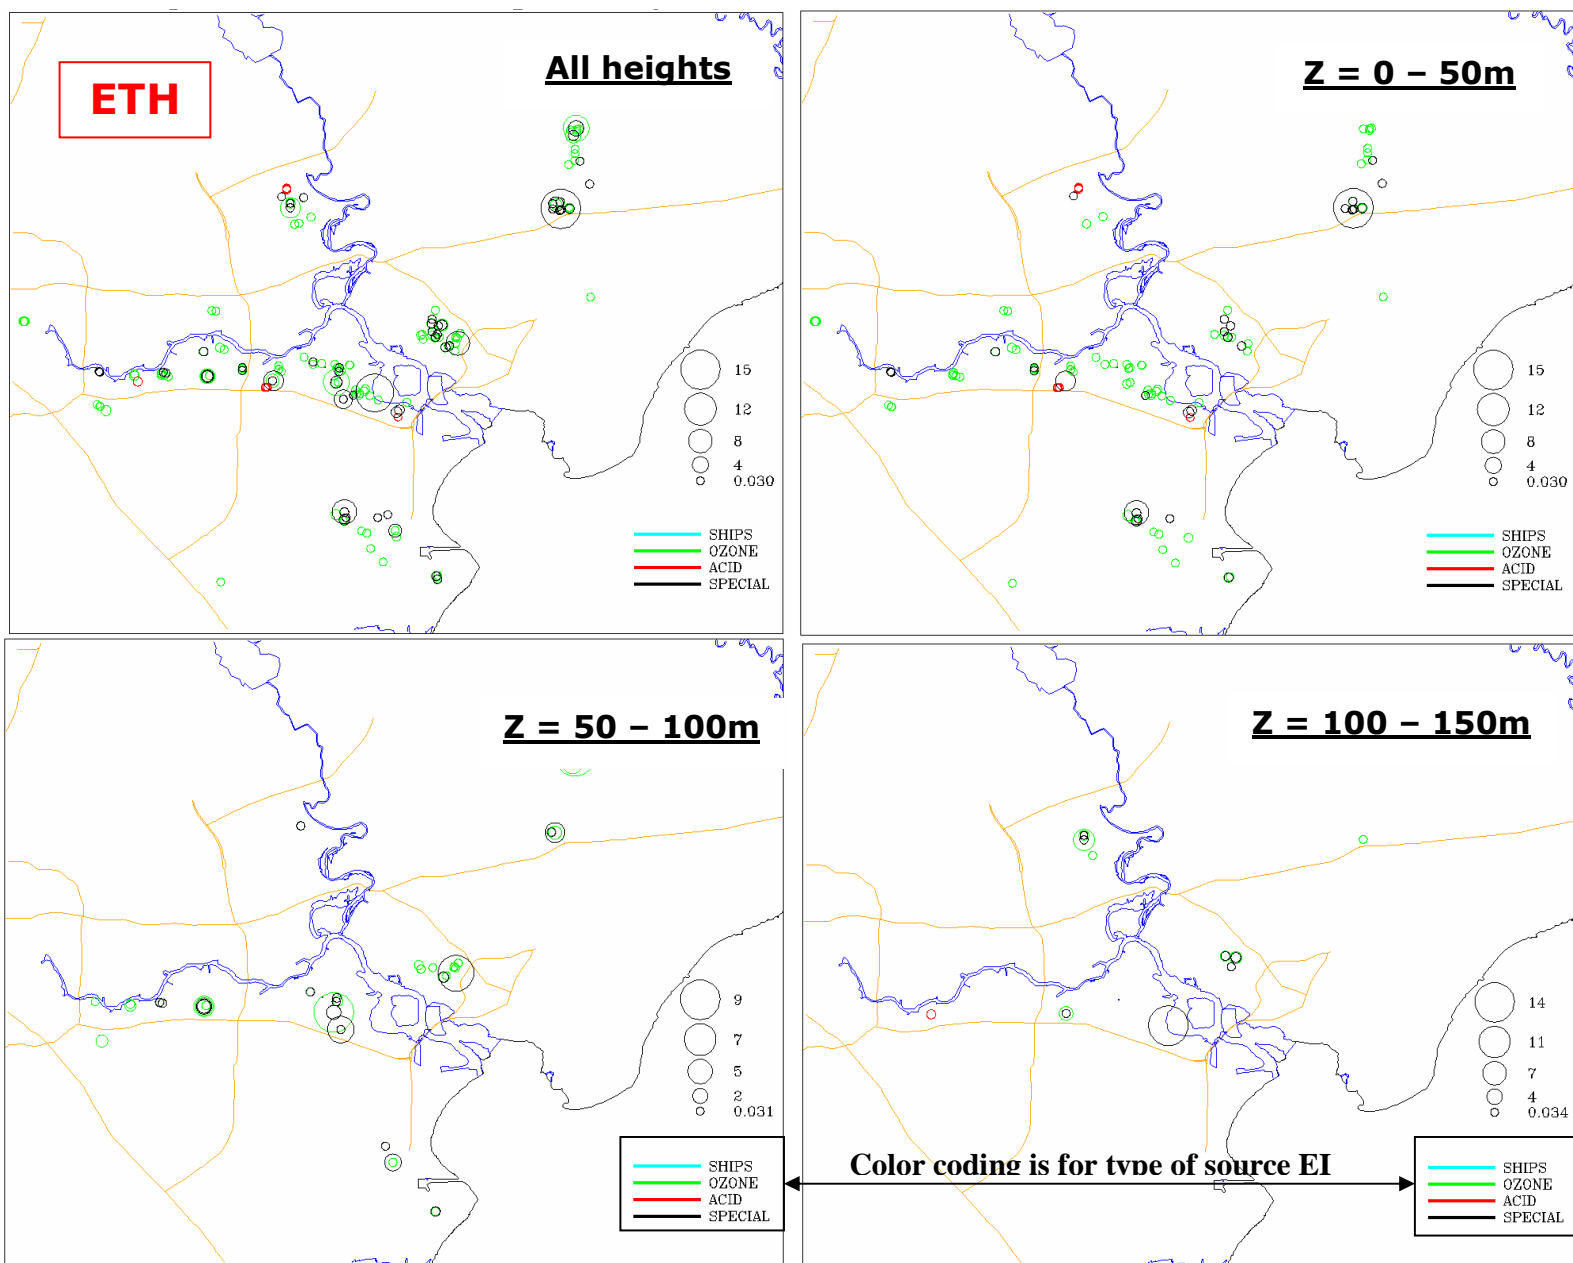 All heights
ETH
15
12
8
4
0.030
SHIPS
OZONE
ACID
SPECIAL
Z = 0 – 50m
15
12
8
4
0.030
SHIPS
OZONE
ACID
SPECIAL
Z = 50 – 100m
9
7
5
2
0.031
SHIPS
OZONE
ACID
SPECIAL
Z = 100 – 150m
14
11
7
4
0.034
Color coding is for type of source EI
SHIPS
OZONE
ACID
SPECIAL